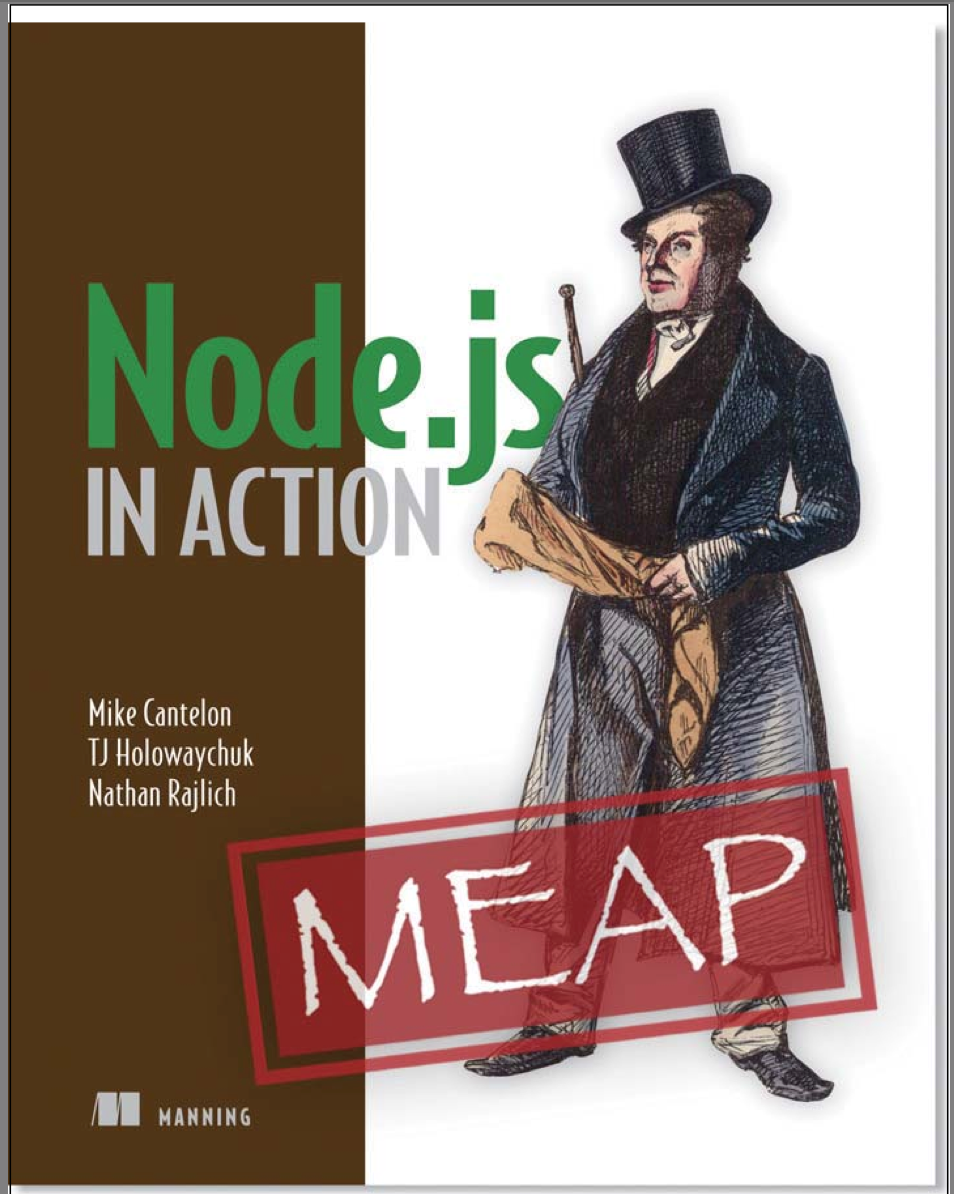 Node.js
IN ACTION
Mike Cantelon
TJ Holowaychuk
Nathan Rajlich
MEAP
MANNING